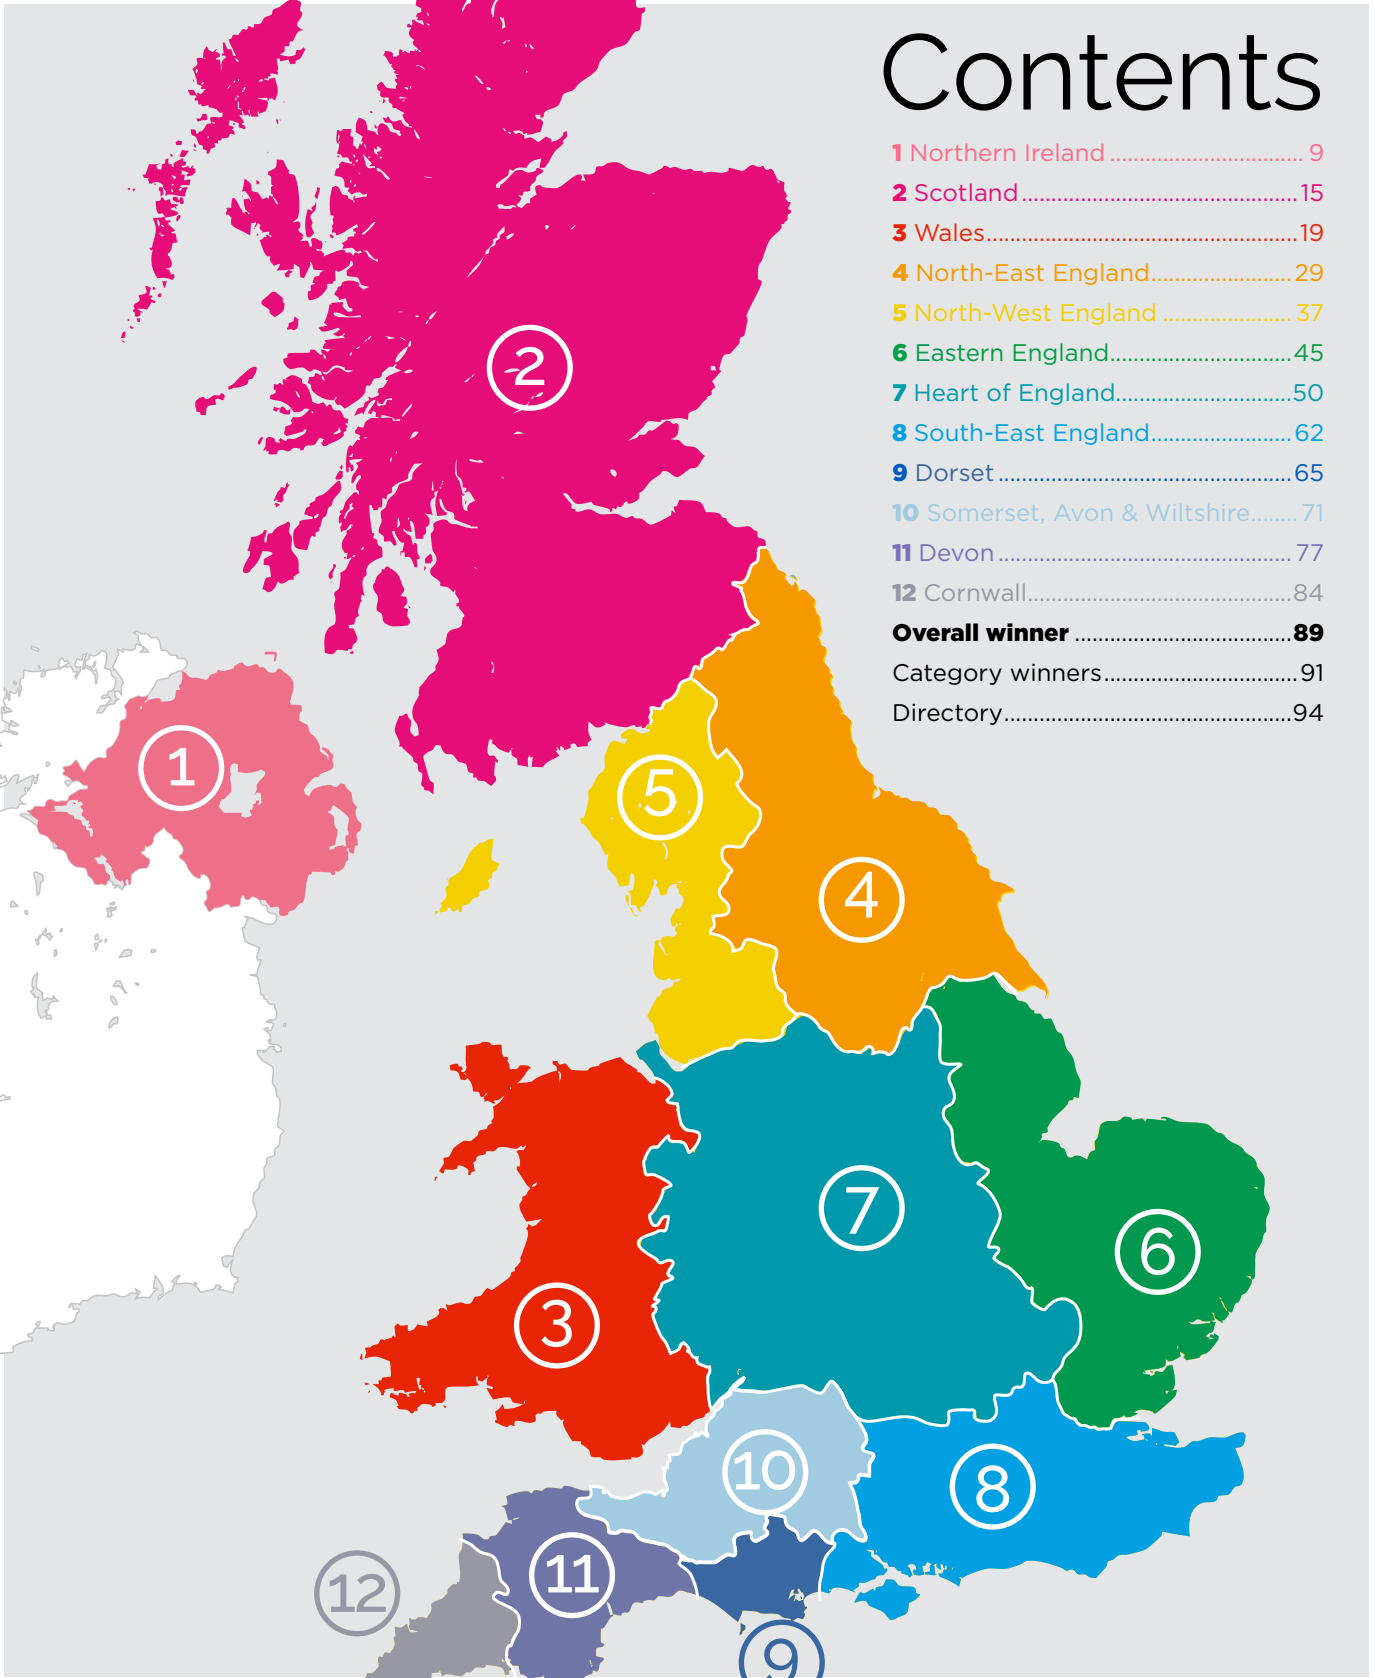 Contents
1 Northern Ireland ................................. 9
2 Scotland ............................................... 15
3 Wales ..................................................... 19
4 North-East England ........................ 29
5 North-West England ...................... 37
6 Eastern England ............................... 45
7 Heart of England .............................. 50
8 South-East England ........................ 62
9 Dorset .................................................. 65
10 Somerset, Avon & Wiltshire ........ 71
11 Devon .................................................. 77
12 Cornwall ............................................. 84
Overall winner ..................................... 89
Category winners ................................. 91
Directory ................................................. 94
2
1
5
4
7
6
3
10
8
11
12
9